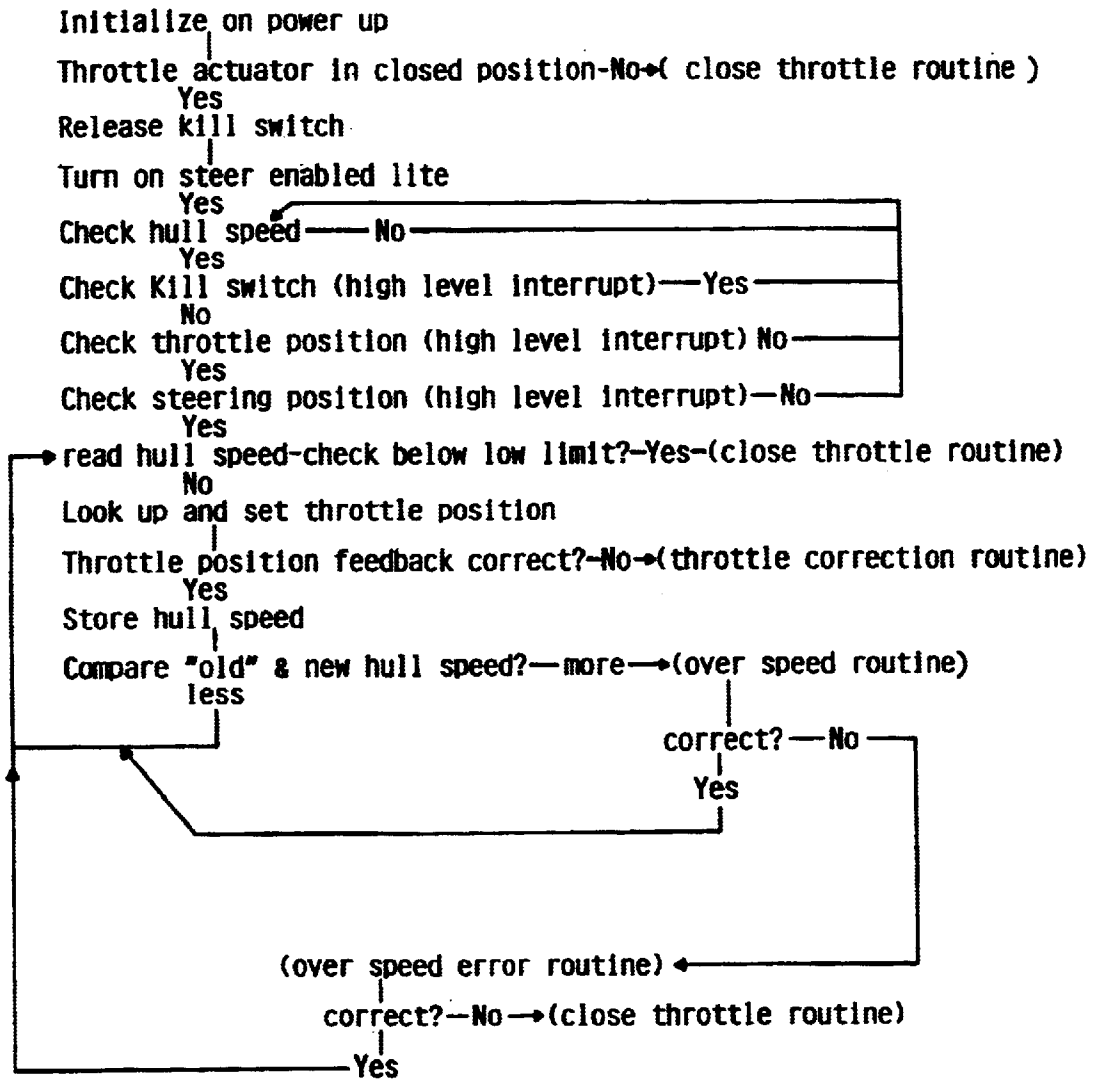 Initialize on power up
Throttle actuator in closed position-No→( close throttle routine )
Yes
Release kill switch
Turn on steer enabled lite
Yes
Check hull speed — No
Yes
Check Kill switch (high level interrupt)—Yes
No
Check throttle position (high level interrupt) No
Yes
Check steering position (high level interrupt)—No
Yes
read hull speed-check below low limit?-Yes-(close throttle routine)
No
Look up and set throttle position
Throttle position feedback correct?-No→(throttle correction routine)
Yes
Store hull speed
Compare "old" & new hull speed?—more→(over speed routine)
less
correct?—No
Yes
(over speed error routine)
correct?—No→(close throttle routine)
Yes